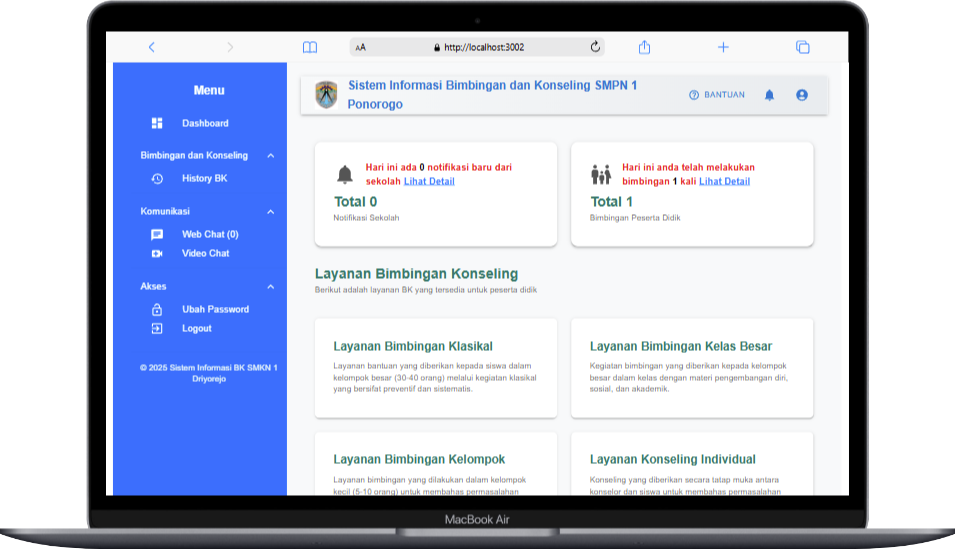 AA
http://localhost:3002
Menu
Dashboard
Bimbingan dan Konseling
History BK
Komunikasi
Web Chat (0)
Video Chat
Akses
Ubah Password
Logout
© 2025 Sistem Informasi BK SMKN 1
Driyorejo
Sistem Informasi Bimbingan dan Konseling SMPN 1
Ponorogo
BANTUAN
Hari ini ada 0 notifikasi baru dari
sekolah Lihat Detail
Total 0
Notifikasi Sekolah
Hari ini anda telah melakukan
bimbingan 1 kali Lihat Detail
Total 1
Bimbingan Peserta Didik
Layanan Bimbingan Konseling
Berikut adalah layanan BK yang tersedia untuk peserta didik
Layanan Bimbingan Klasikal
Layanan bantuan yang diberikan kepada siswa dalam
kelompok besar (30-40 orang) melalui kegiatan klasikal
yang bersifat preventif dan sistematis.
Layanan Bimbingan Kelas Besar
Kegiatan bimbingan yang diberikan kepada kelompok
besar dalam kelas dengan materi pengembangan diri,
sosial, dan akademik.
Layanan Bimbingan Kelompok
Layanan bimbingan yang dilakukan dalam kelompok
kecil (5-10 orang) untuk membahas permasalahan
Layanan Konseling Individual
Konseling yang diberikan secara tatap muka antara
konselor dan siswa untuk membahas permasalahan
MacBook Air